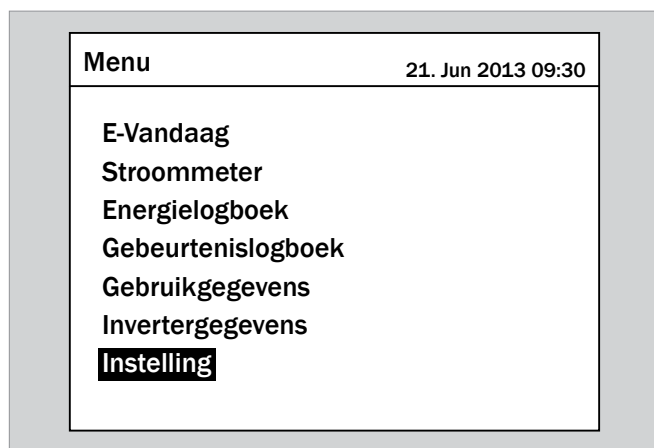 Menu
21. Jun 2013 09:30
E-Vandaag
Stroommeter
Energielogboek
Gebeurtenislogboek
Gebruikgegevens
Invertergegevens
Instelling